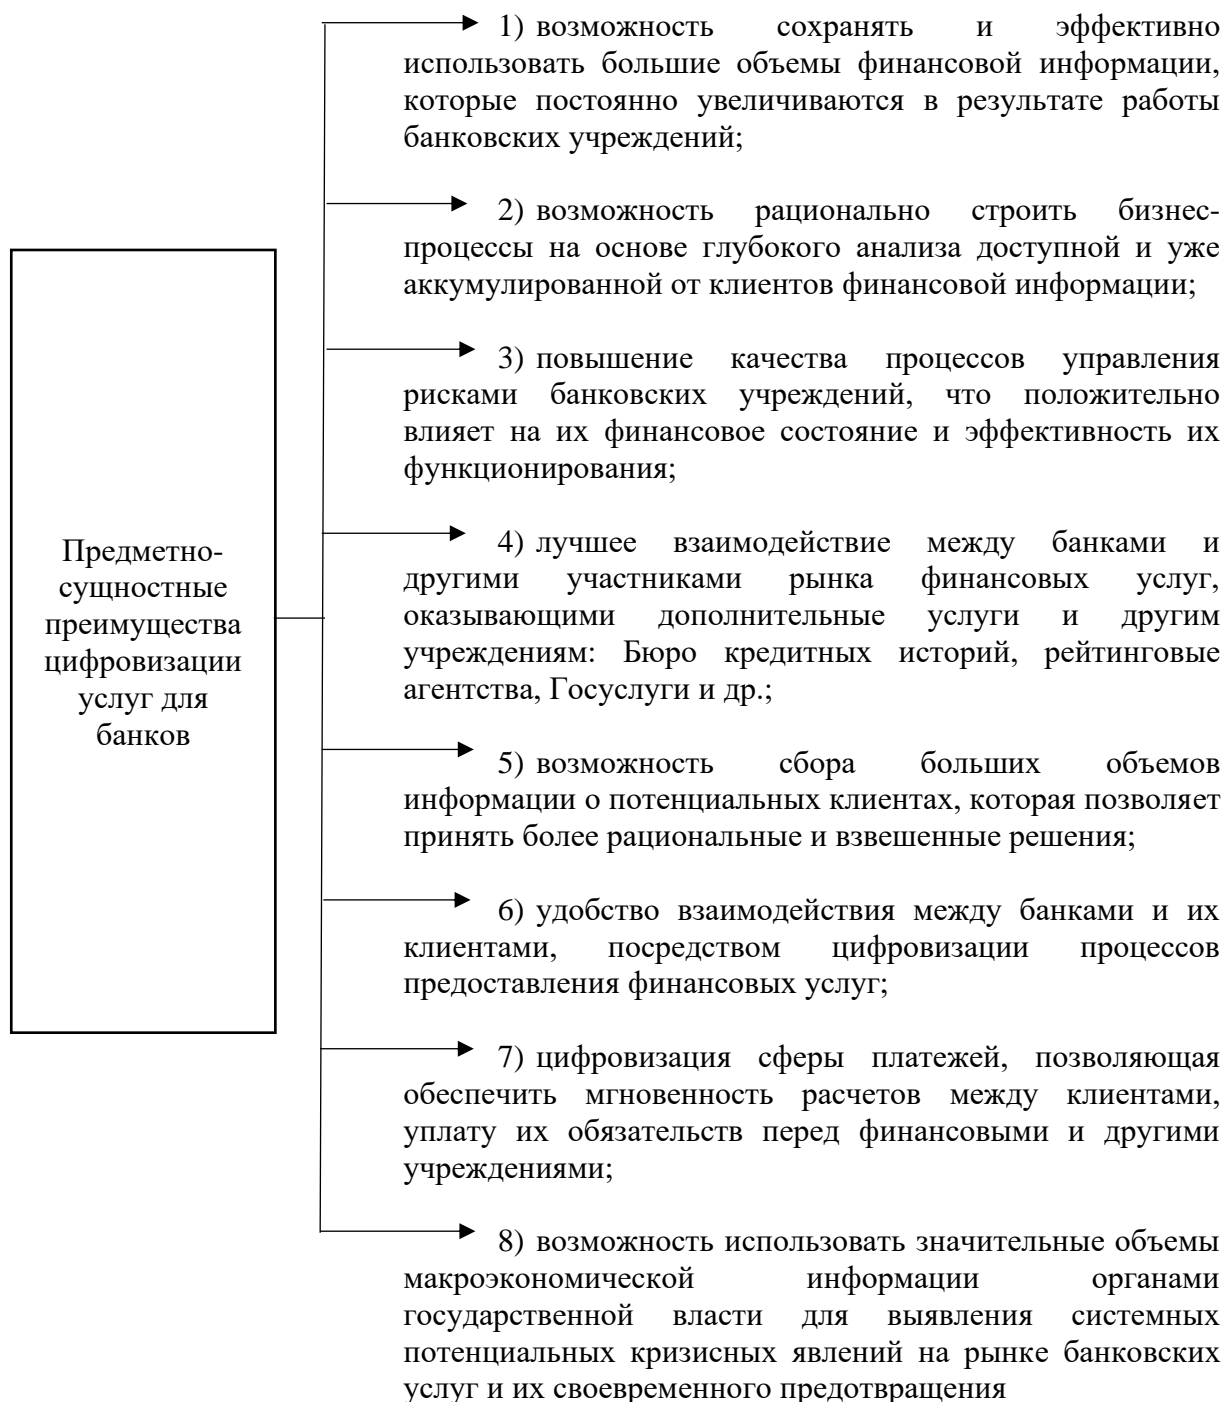 Предметно-
сущностные
преимущества
цифровизации
услуг для
банков
1) возможность сохранять и эффективно
использовать большие объемы финансовой информации,
которые постоянно увеличиваются в результате работы
банковских учреждений;
2) возможность рационально строить бизнес-
процессы на основе глубокого анализа доступной и уже
аккумулированной от клиентов финансовой информации;
3) повышение качества процессов управления
рисками банковских учреждений, что положительно
влияет на их финансовое состояние и эффективность их
функционирования;
4) лучшее взаимодействие между банками и
другими участниками рынка финансовых услуг,
оказывающими дополнительные услуги и другим
учреждениям: Бюро кредитных историй, рейтинговые
агентства, Госуслуги и др.;
5) возможность сбора больших объемов
информации о потенциальных клиентах, которая позволяет
принять более рациональные и взвешенные решения;
6) удобство взаимодействия между банками и их
клиентами, посредством цифровизации процессов
предоставления финансовых услуг;
7) цифровизация сферы платежей, позволяющая
обеспечить мгновенность расчетов между клиентами,
уплату их обязательств перед финансовыми и другими
учреждениями;
8) возможность использовать значительные объемы
макроэкономической информации органами
государственной власти для выявления системных
потенциальных кризисных явлений на рынке банковских
услуг и их своевременного предотвращения